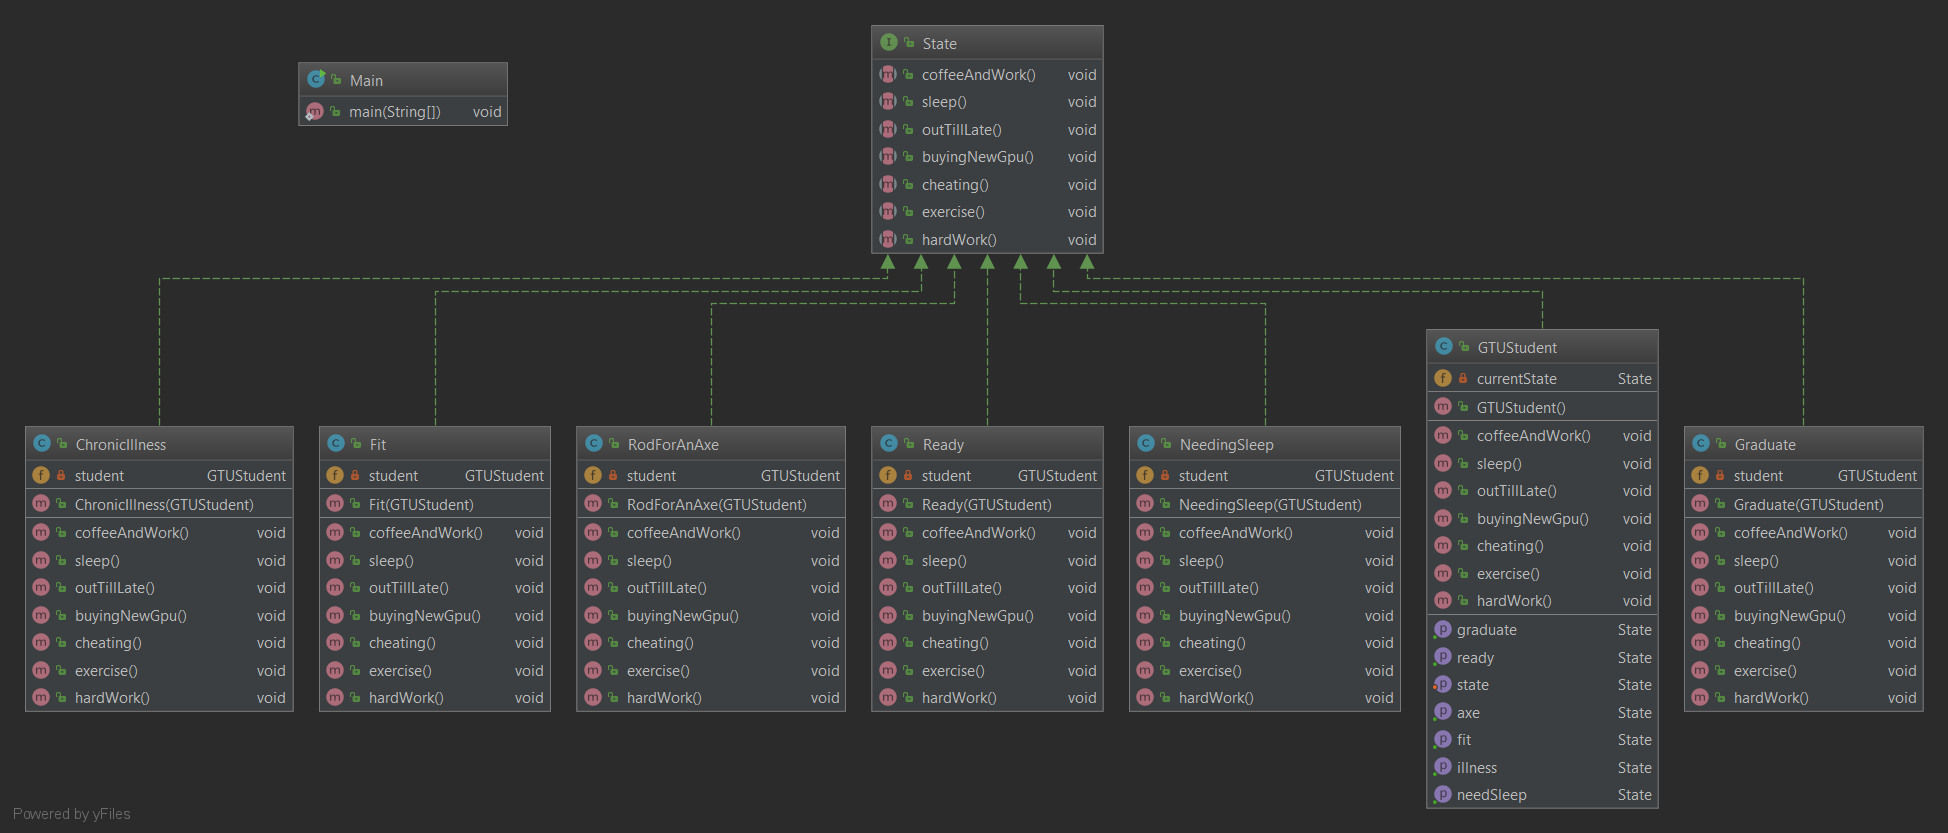 Main
main(String[]) void
State
coffeeAndWork() void
sleep() void
outTillLate() void
buyingNewGpu() void
cheating() void
exercise() void
hardWork() void
ChronicIllness
student GTUStudent
ChronicIllness(GTUStudent)
coffeeAndWork() void
sleep() void
outTillLate() void
buyingNewGpu() void
cheating() void
exercise() void
hardWork() void
Fit
student GTUStudent
Fit(GTUStudent)
coffeeAndWork() void
sleep() void
outTillLate() void
buyingNewGpu() void
cheating() void
exercise() void
hardWork() void
RodForAnAxe
student GTUStudent
RodForAnAxe(GTUStudent)
coffeeAndWork() void
sleep() void
outTillLate() void
buyingNewGpu() void
cheating() void
exercise() void
hardWork() void
Ready
student GTUStudent
Ready(GTUStudent)
coffeeAndWork() void
sleep() void
outTillLate() void
buyingNewGpu() void
cheating() void
exercise() void
hardWork() void
NeedingSleep
student GTUStudent
NeedingSleep(GTUStudent)
coffeeAndWork() void
sleep() void
outTillLate() void
buyingNewGpu() void
cheating() void
exercise() void
hardWork() void
GTUStudent
currentState State
GTUStudent()
coffeeAndWork() void
sleep() void
outTillLate() void
buyingNewGpu() void
cheating() void
exercise() void
hardWork() void
graduate State
ready State
state State
axe State
fit State
illness State
needSleep State
Graduate
student GTUStudent
Graduate(GTUStudent)
coffeeAndWork() void
sleep() void
outTillLate() void
buyingNewGpu() void
cheating() void
exercise() void
hardWork() void
Powered by yFiles